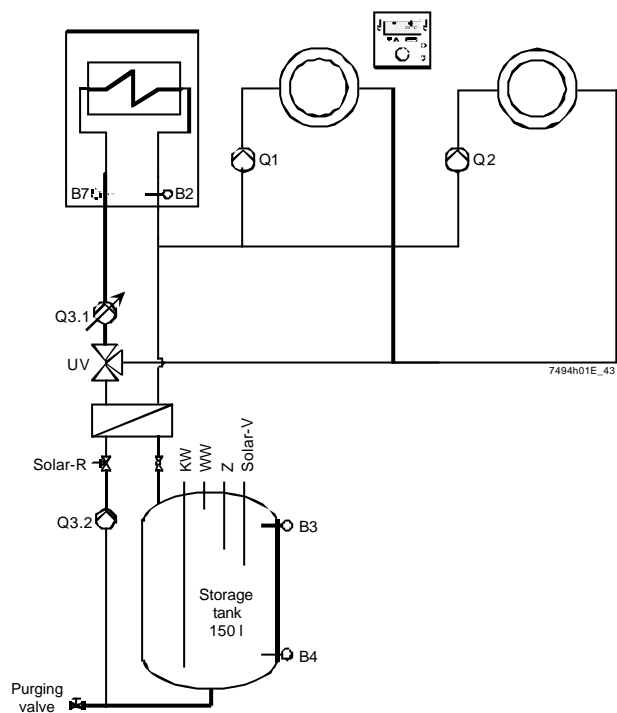 Q1
Q2
B7
B2
Q3.1
UV
7494h01E_43
Solar-R
KW
WW
Z
Solar-V
Q3.2
B3
Storage
tank
150 l
B4
Purging
valve